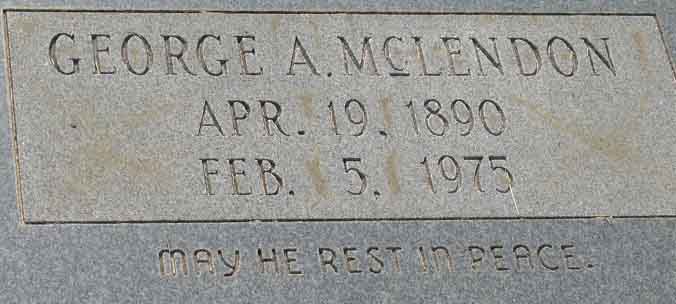 GEORGE A. McLENDON
APR. 19, 1890
FEB. 5, 1975
MAY HE REST IN PEACE.